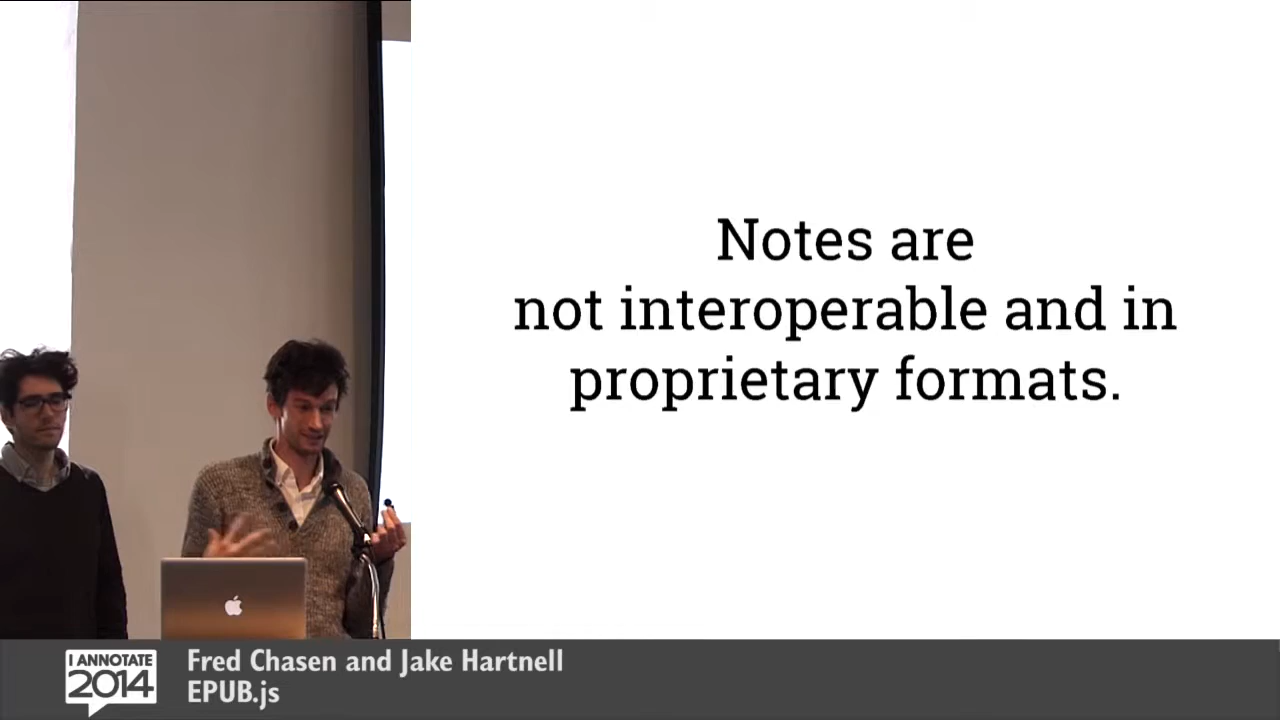 Notes are
not interoperable and in
proprietary formats.
I ANNOTATE
2014
Fred Chasen and Jake Hartnell
EPUB.js